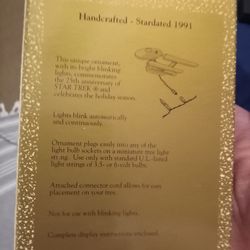 Handcrafted - Stardated 1991
This unique ornament,
with its bright blinking
lights, commemorates
the 25th anniversary of
STAR TREK ® and
celebrates the holiday season.
Lights blink automatically
and continuously.
Ornament plugs easily into any of the
light bulb sockets on a miniature tree light
string. Use only with standard U.L.-rated
light strings of 3.5- or 6-volt bulbs.
Attached connector cord allows for easy
placement on your tree.
Not for use with blinking lights.
Complete display instructions enclosed.